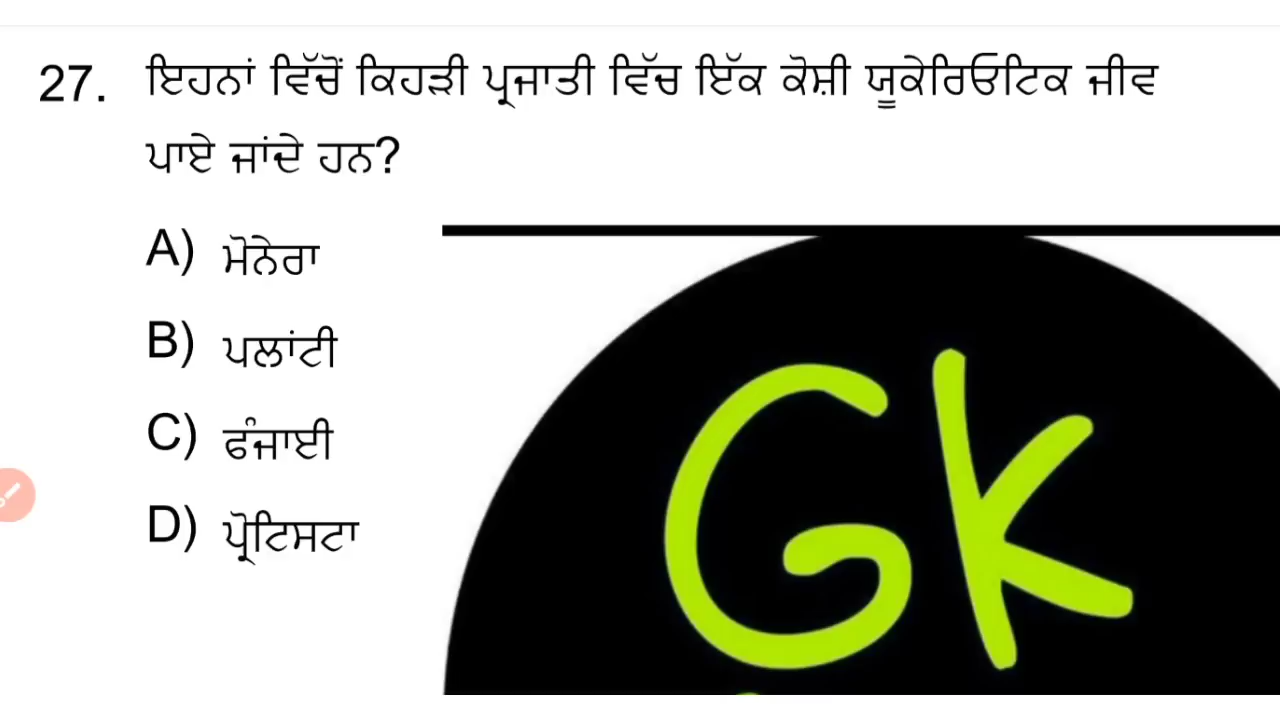 27. ਇਹਨਾਂ ਵਿੱਚੋਂ ਕਿਹੜੀ ਪ੍ਰਜਾਤੀ ਵਿੱਚ ਇੱਕ ਕੋਸ਼ੀ ਯੂਕੇਰਿਓਟਿਕ ਜੀਵ
ਪਾਏ ਜਾਂਦੇ ਹਨ?
A) ਮੋਨੇਰਾ
B) ਪਲਾਂਟੀ
C) ਫੰਜਾਈ
D) ਪ੍ਰੋਟਿਸਟਾ
Gk